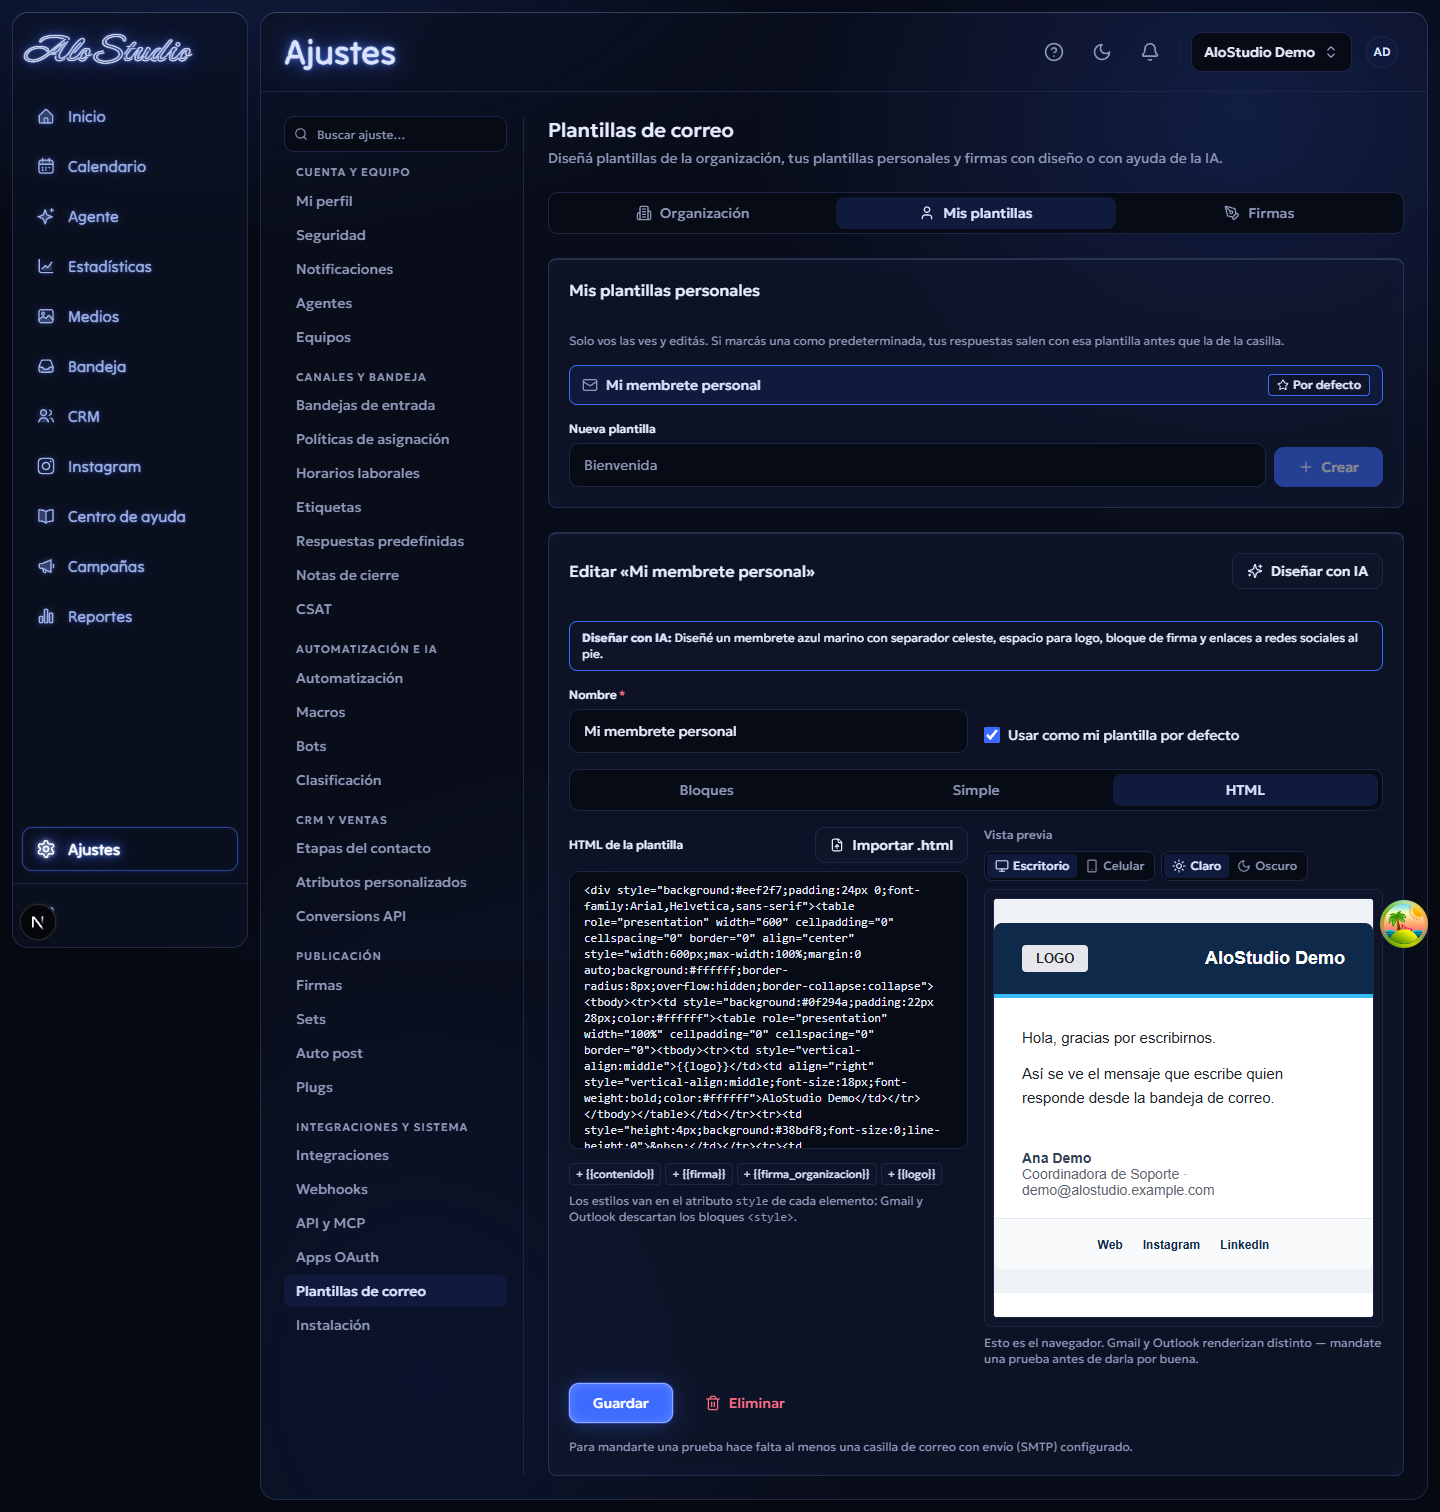 AloStudio
Inicio
Calendario
Agente
Estadísticas
Medios
Bandeja
CRM
Instagram
Centro de ayuda
Campañas
Reportes
Ajustes
N
Ajustes
AloStudio Demo
AD
Buscar ajuste...
CUENTA Y EQUIPO
Mi perfil
Seguridad
Notificaciones
Agentes
Equipos
CANALES Y BANDEJA
Bandejas de entrada
Políticas de asignación
Horarios laborales
Etiquetas
Respuestas predefinidas
Notas de cierre
CSAT
AUTOMATIZACIÓN E IA
Automatización
Macros
Bots
Clasificación
CRM Y VENTAS
Etapas del contacto
Atributos personalizados
Conversions API
PUBLICACIÓN
Firmas
Sets
Auto post
Plugs
INTEGRACIONES Y SISTEMA
Integraciones
Webhooks
API y MCP
Apps OAuth
Plantillas de correo
Instalación
Plantillas de correo
Diseñá plantillas de la organización, tus plantillas personales y firmas con diseño o con ayuda de la IA.
Organización
Mis plantillas
Firmas
Mis plantillas personales
Solo vos las ves y editás. Si marcás una como predeterminada, tus respuestas salen con esa plantilla antes que la de la casilla.
Mi membrete personal
Por defecto
Nueva plantilla
Bienvenida
+ Crear
Editar «Mi membrete personal»
Diseñar con IA
Diseñar con IA: Diseñé un membrete azul marino con separador celeste, espacio para logo, bloque de firma y enlaces a redes sociales al
pie.
Nombre *
Mi membrete personal
Usar como mi plantilla por defecto
Bloques
Simple
HTML
HTML de la plantilla
Importar .html
<div style="background:#eef2f7;padding:24px 0;font-
family:Arial,Helvetica,sans-serif"><table
role="presentation" width="600" cellpadding="0"
cellspacing="0" border="0" align="center"
style="width:600px;max-width:100%;margin:0
auto;background:#ffffff;border-
radius:8px;overflow:hidden;border-collapse:collapse">
<tbody><tr><td style="background:#0f294a;padding:22px
28px;color:#ffffff"><table role="presentation"
width="100%" cellpadding="0" cellspacing="0"
border="0"><tbody><tr><td style="vertical-
align:middle">{{logo}}</td><td align="right"
style="vertical-align:middle;font-size:18px;font-
weight:bold;color:#ffffff">AloStudio Demo</td></tr>
</tbody></table></td></tr><tr><td
style="height:4px;background:#38bdf8;font-size:0;line-
height:0">&nbsp;</td></tr><tr><td
+ {{contenido}}
+ {{firma}}
+ {{firma_organizacion}}
+ {{logo}}
Los estilos van en el atributo style de cada elemento: Gmail y
Outlook descartan los bloques <style>.
Vista previa
Escritorio
Celular
Claro
Oscuro
LOGO
AloStudio Demo
Hola, gracias por escribirnos.
Así se ve el mensaje que escribe quien
responde desde la bandeja de correo.
Ana Demo
Coordinadora de Soporte ·
demo@alostudio.example.com
Web
Instagram
LinkedIn
Esto es el navegador. Gmail y Outlook renderizan distinto — mandate
una prueba antes de darla por buena.
Guardar
Eliminar
Para mandarte una prueba hace falta al menos una casilla de correo con envío (SMTP) configurado.